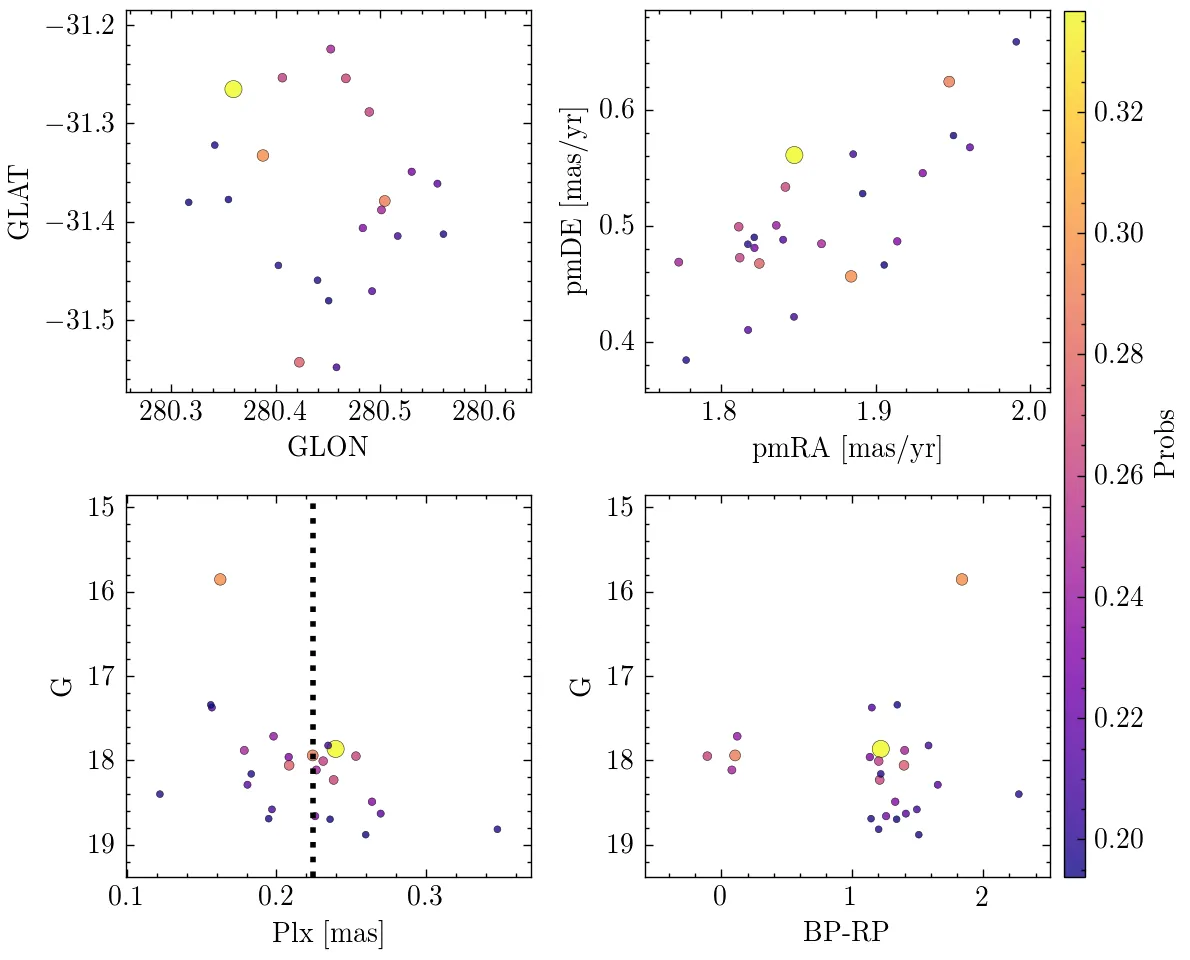 −31.2
−31.3
−31.4
−31.5
GLAT
280.3 280.4 280.5 280.6
GLON
0.6
0.5
0.4
pmDE [mas/yr]
1.8 1.9 2.0
pmRA [mas/yr]
15
16
17
18
19
G
0.1 0.2 0.3
Plx [mas]
15
16
17
18
19
G
0 1 2
BP-RP
0.32
0.30
0.28
0.26
0.24
0.22
0.20
Probs